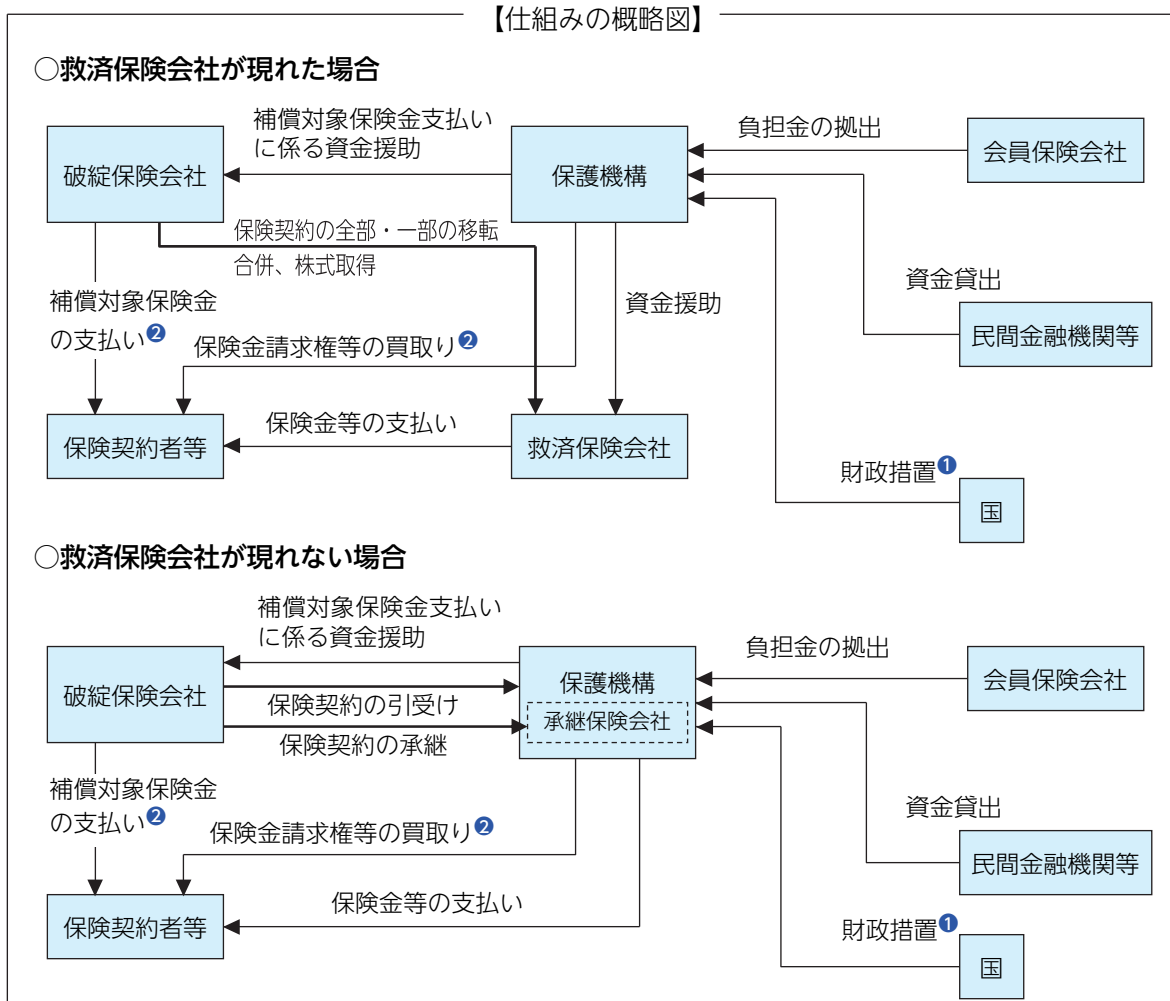 【仕組みの概略図】
○救済保険会社が現れた場合
補償対象保険金支払い
に係る資金援助
負担金の拠出
破綻保険会社
保護機構
会員保険会社
保険契約の全部・一部の移転
合併、株式取得
補償対象保険金
の支払い❷
資金援助
資金貸出
保険金請求権等の買取り❷
民間金融機関等
保険金等の支払い
保険契約者等
救済保険会社
財政措置❶
国
○救済保険会社が現れない場合
補償対象保険金支払い
に係る資金援助
負担金の拠出
破綻保険会社
保護機構
会員保険会社
保険契約の引受け
承継保険会社
保険契約の承継
補償対象保険金
の支払い❷
資金貸出
保険金請求権等の買取り❷
民間金融機関等
保険金等の支払い
保険契約者等
財政措置❶
国